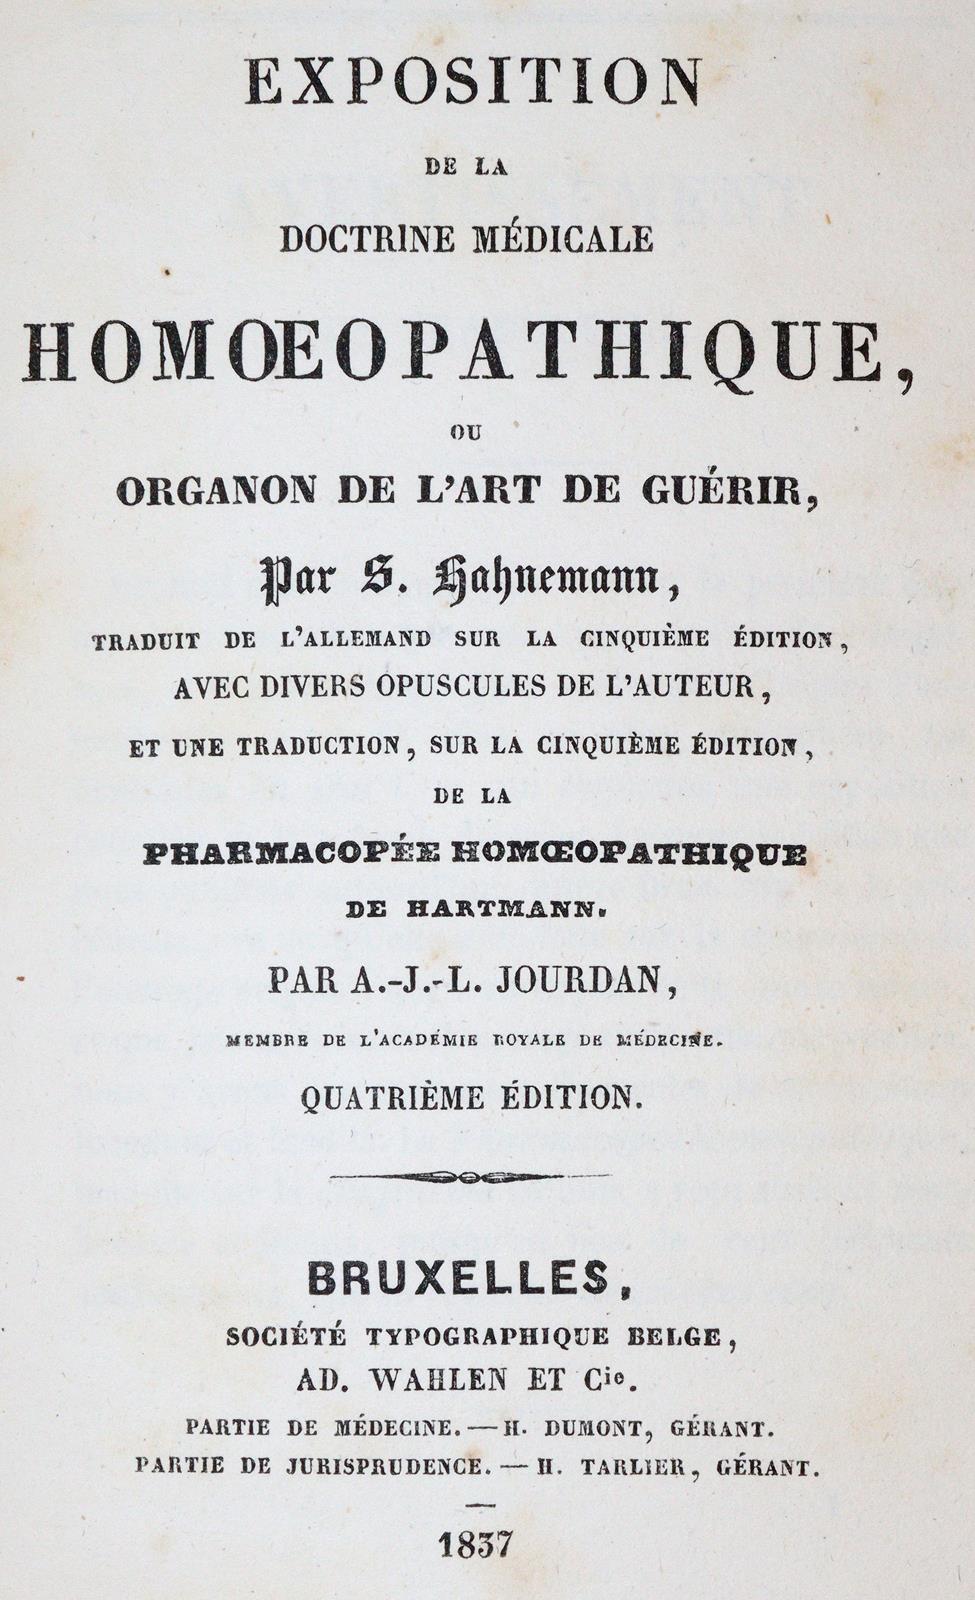 EXPOSITION
DE LA
DOCTRINE MÉDICALE
HOMŒOPATHIQUE,
OU
ORGANON DE L'ART DE GUÉRIR,
Par S. Hahnemann,
TRADUIT DE L'ALLEMAND SUR LA CINQUIÈME ÉDITION,
AVEC DIVERS OPUSCULES DE L'AUTEUR,
ET UNE TRADUCTION, SUR LA CINQUIÈME ÉDITION,
DE LA
PHARMACOPÉE HOMŒOPATHIQUE
DE HARTMANN.
PAR A.-J.-L. JOURDAN,
MEMBRE DE L'ACADÉMIE ROYALE DE MÉDECINE.
QUATRIÈME ÉDITION.
BRUXELLES,
SOCIÉTÉ TYPOGRAPHIQUE BELGE,
AD. WAHLEN ET Cie.
PARTIE DE MÉDECINE. — H. DUMONT, GÉRANT.
PARTIE DE JURISPRUDENCE. — H. TARLIER, GÉRANT.
1837